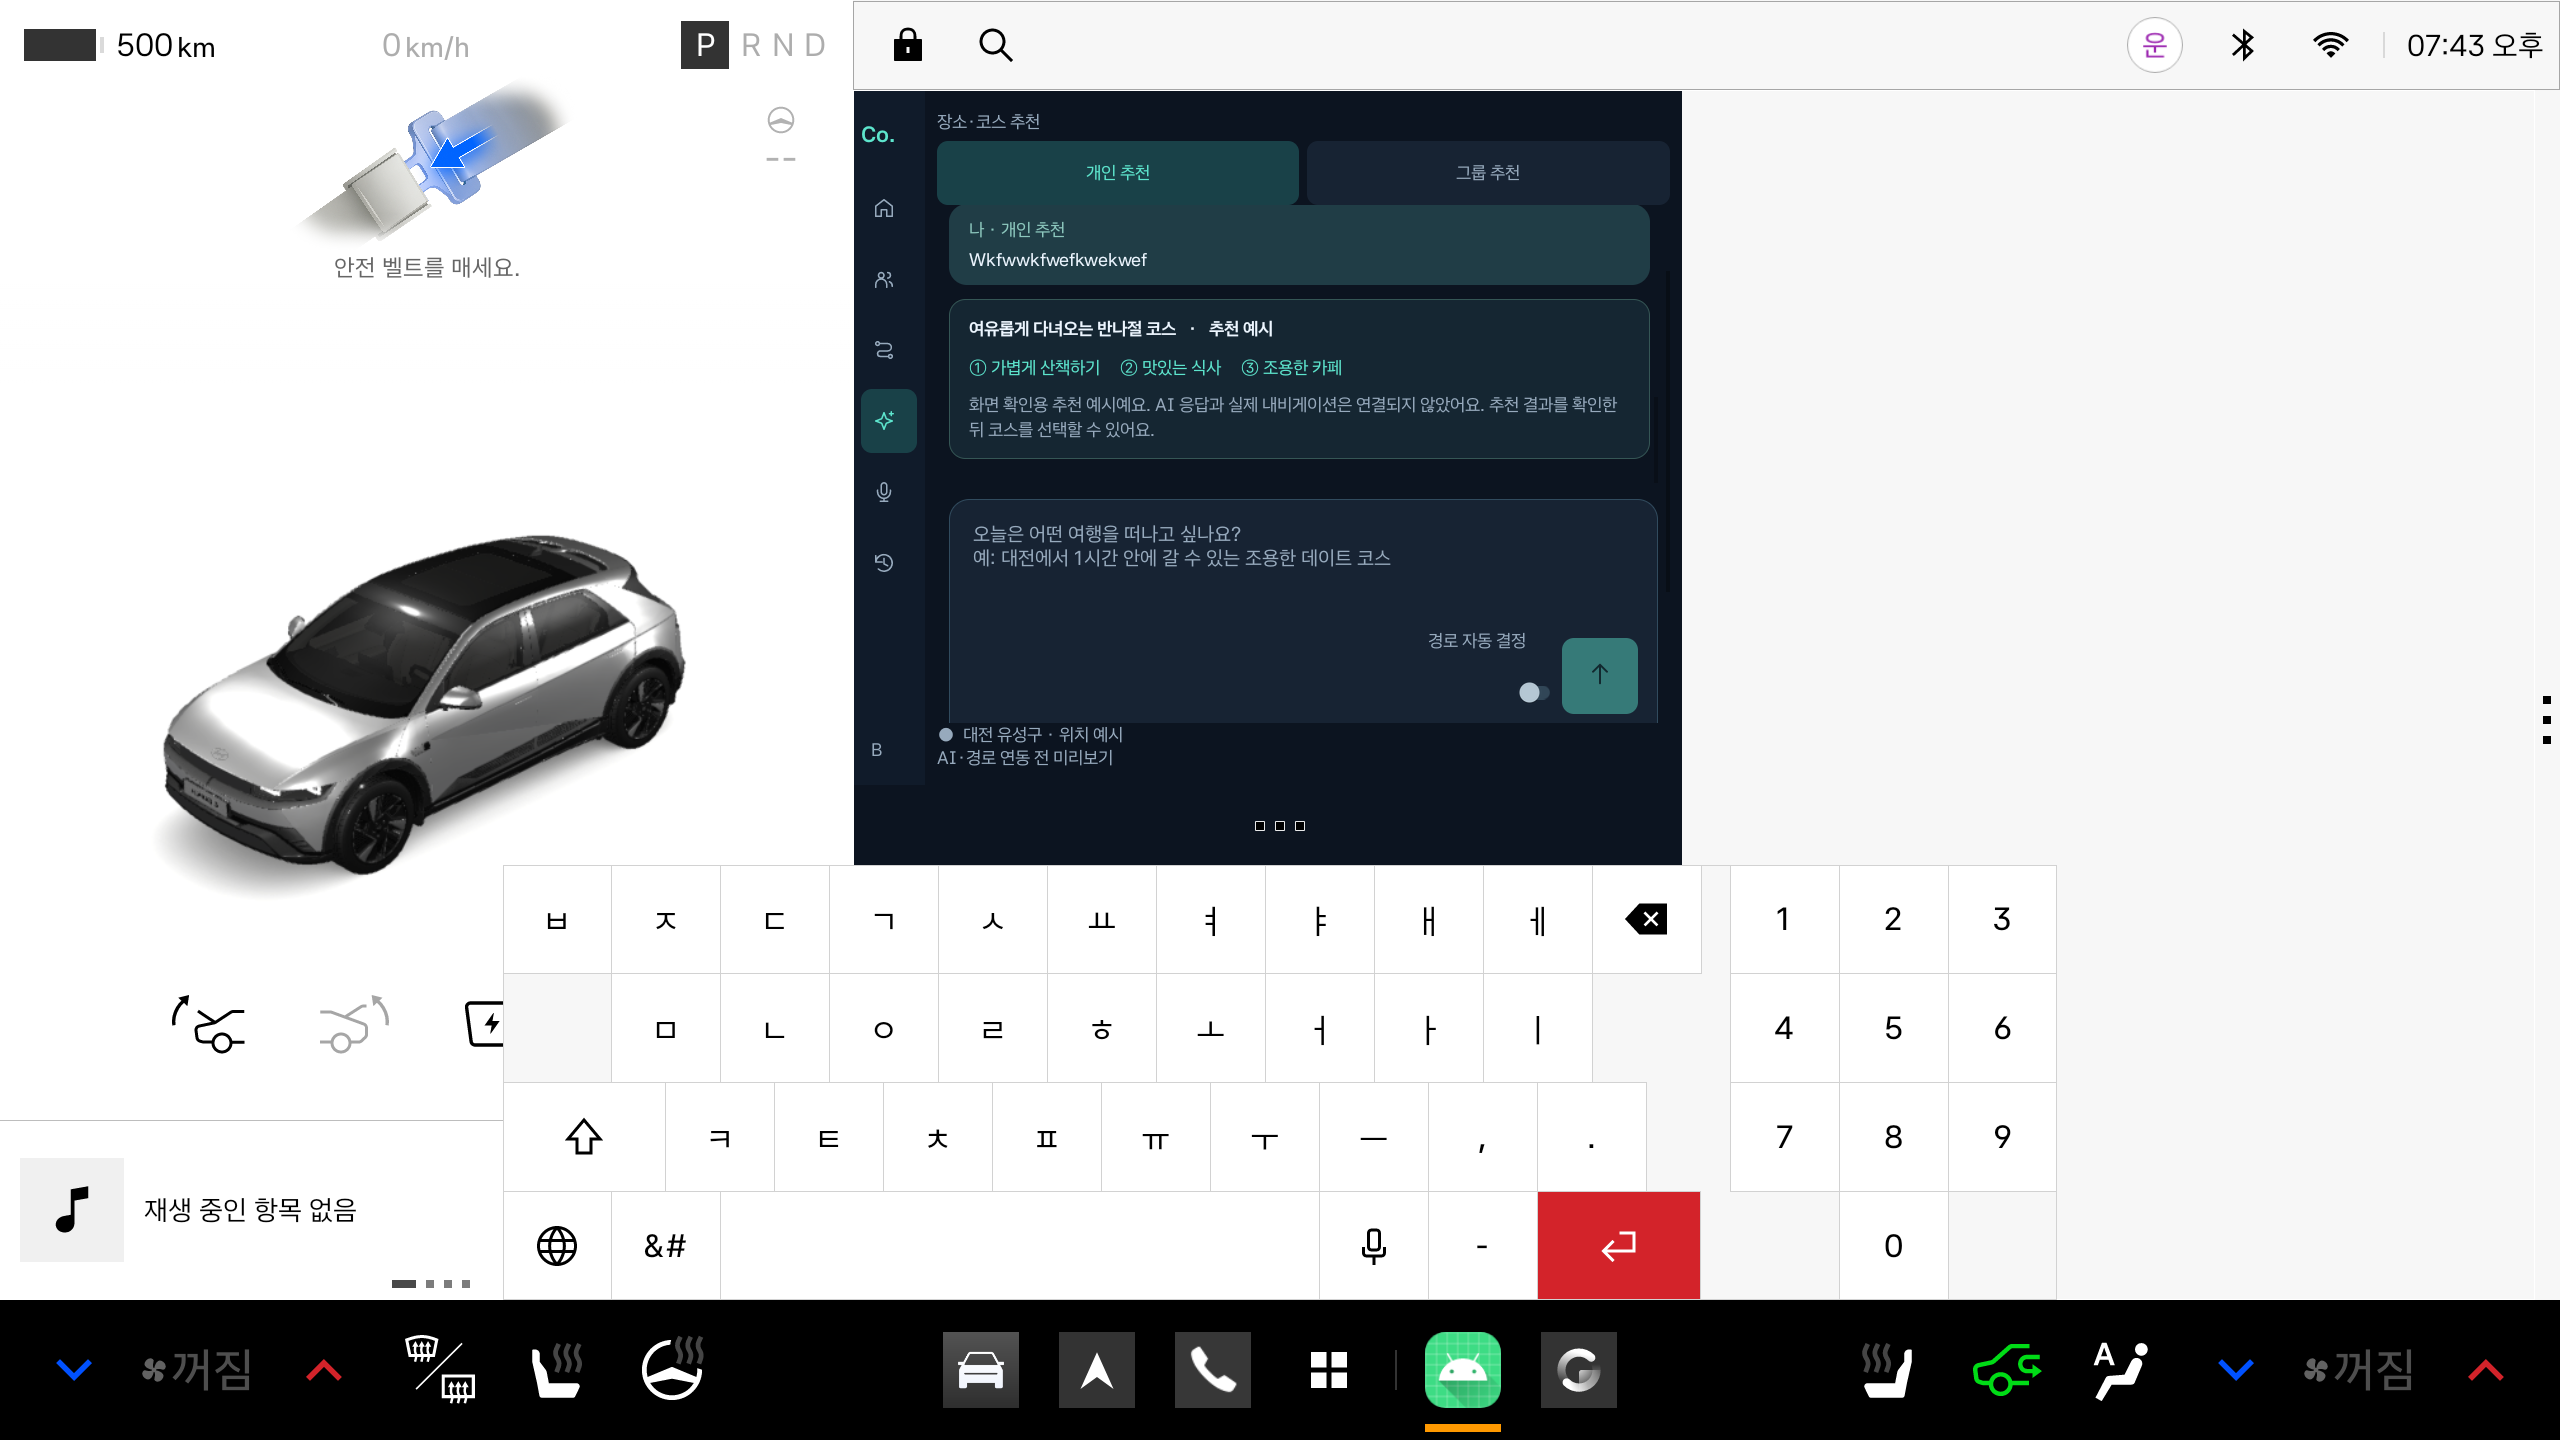 500 km
0 km/h
P R N D
운
07:43 오후
안전 벨트를 매세요.
Co.
장소·코스 추천
개인 추천
그룹 추천
나 · 개인 추천
Wkfwwkfwefkwekwef
여유롭게 다녀오는 반나절 코스 · 추천 예시
① 가볍게 산책하기 ② 맛있는 식사 ③ 조용한 카페
화면 확인용 추천 예시예요. AI 응답과 실제 내비게이션은 연결되지 않았어요. 추천 결과를 확인한
뒤 코스를 선택할 수 있어요.
오늘은 어떤 여행을 떠나고 싶나요?
예: 대전에서 1시간 안에 갈 수 있는 조용한 데이트 코스
경로 자동 결정
B
대전 유성구 · 위치 예시
AI·경로 연동 전 미리보기
ㅂ ㅈ ㄷ ㄱ ㅅ ㅛ ㅕ ㅑ ㅐ ㅔ 1 2 3
ㅁ ㄴ ㅇ ㄹ ㅎ ㅗ ㅓ ㅏ ㅣ 4 5 6
ㅋ ㅌ ㅊ ㅍ ㅠ ㅜ ㅡ , . 7 8 9
&# - 0
재생 중인 항목 없음
꺼짐
A
꺼짐